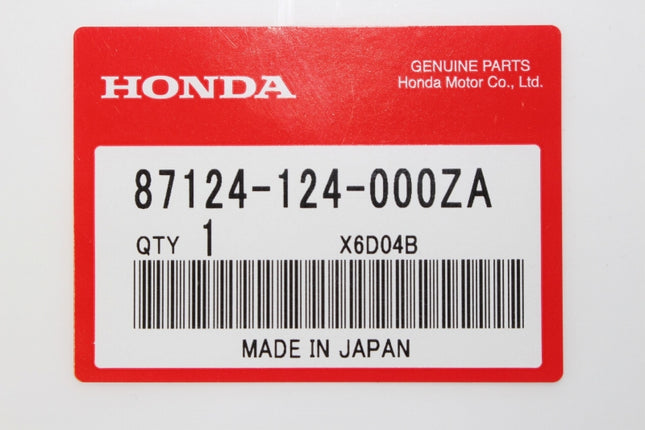 HONDA
GENUINE PARTS
Honda Motor Co., Ltd.
87124-124-000ZA
QTY 1 X6D04B
MADE IN JAPAN